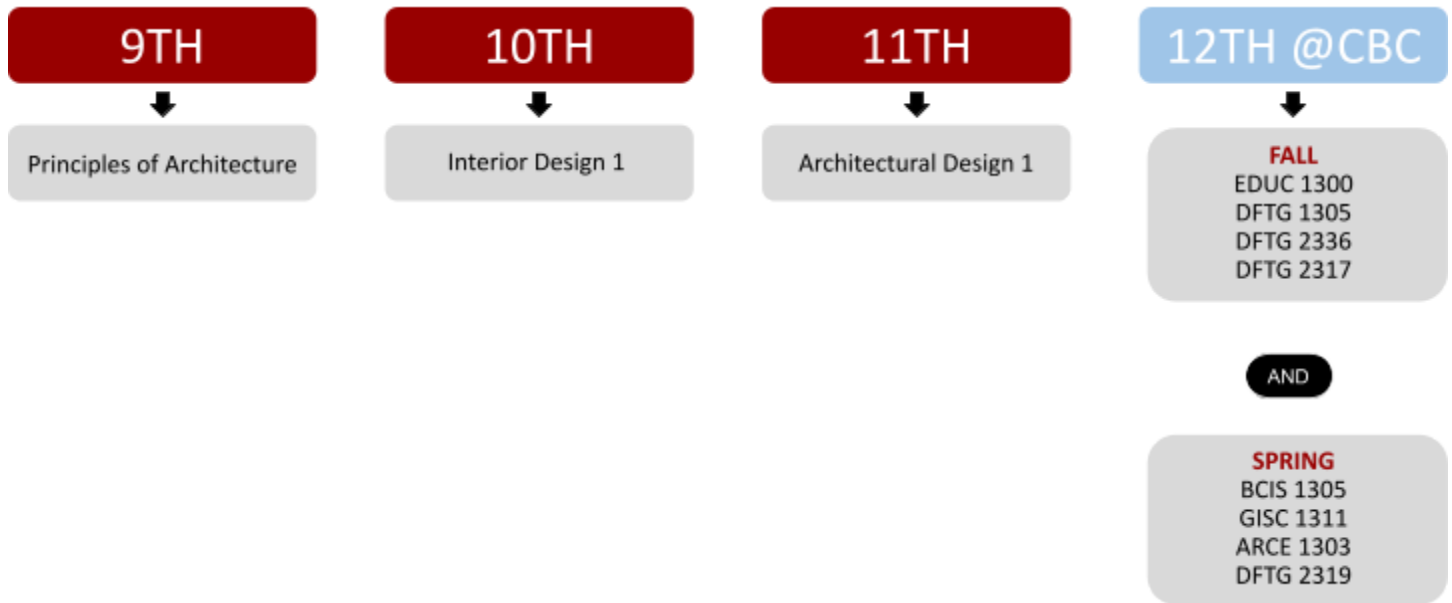 9TH
Principles of Architecture
10TH
Interior Design 1
11TH
Architectural Design 1
12TH @CBC
FALL
EDUC 1300
DFTG 1305
DFTG 2336
DFTG 2317
AND
SPRING
BCIS 1305
GISC 1311
ARCE 1303
DFTG 2319